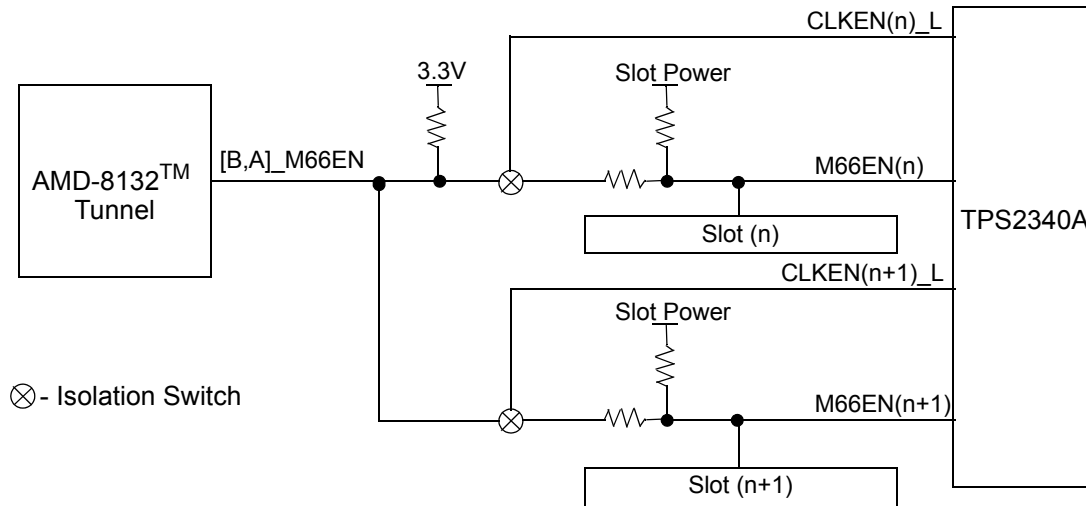 CLKEN(n)_L
3.3V
Slot Power
[B,A]_M66EN
M66EN(n)
AMD-8132TM
Tunnel
TPS2340A
Slot (n)
CLKEN(n+1)_L
Slot Power
- Isolation Switch
M66EN(n+1)
Slot (n+1)